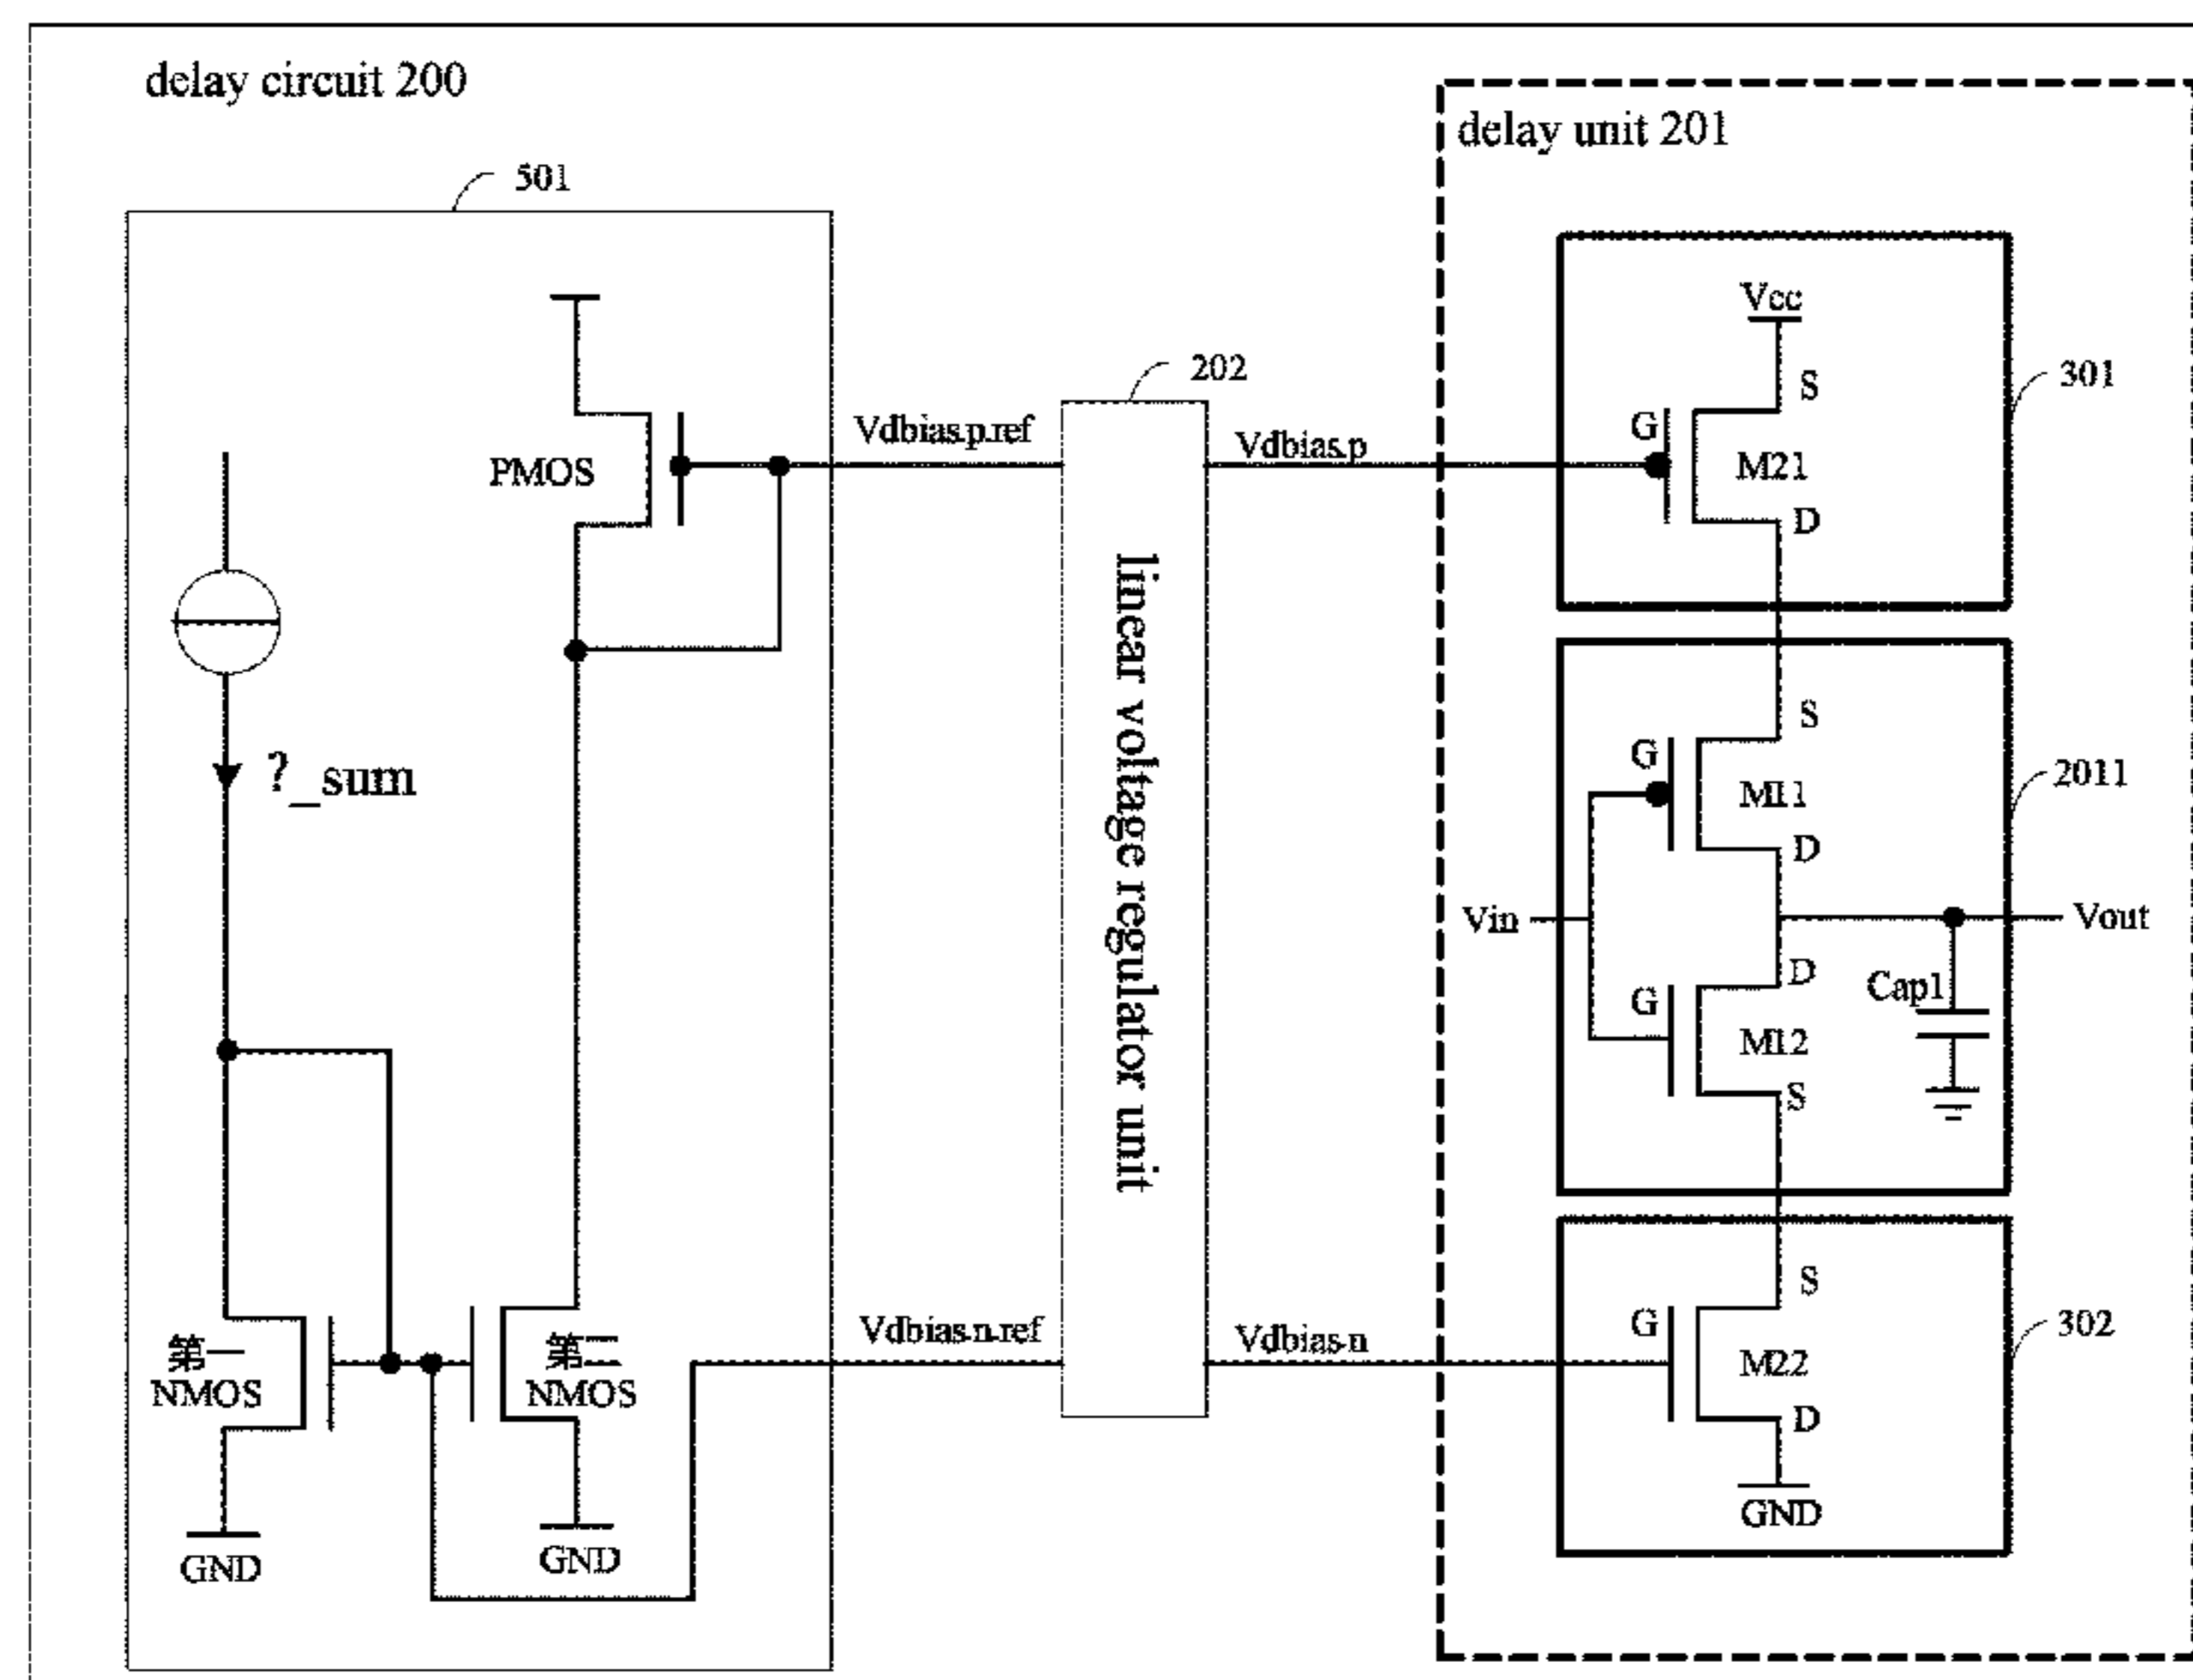 delay circuit 200
501
PMOS
?_sum
第一
NMOS
第二
NMOS
GND
GND
Vdbias.p.ref
Vdbias.n.ref
202
linear voltage regulator unit
Vdbias.p
Vdbias.n
delay unit 201
Vcc
S
G
M21
D
301
S
G
MI1
D
2011
Vin
Vout
D
Cap1
G
MI2
S
S
G
M22
D
GND
302